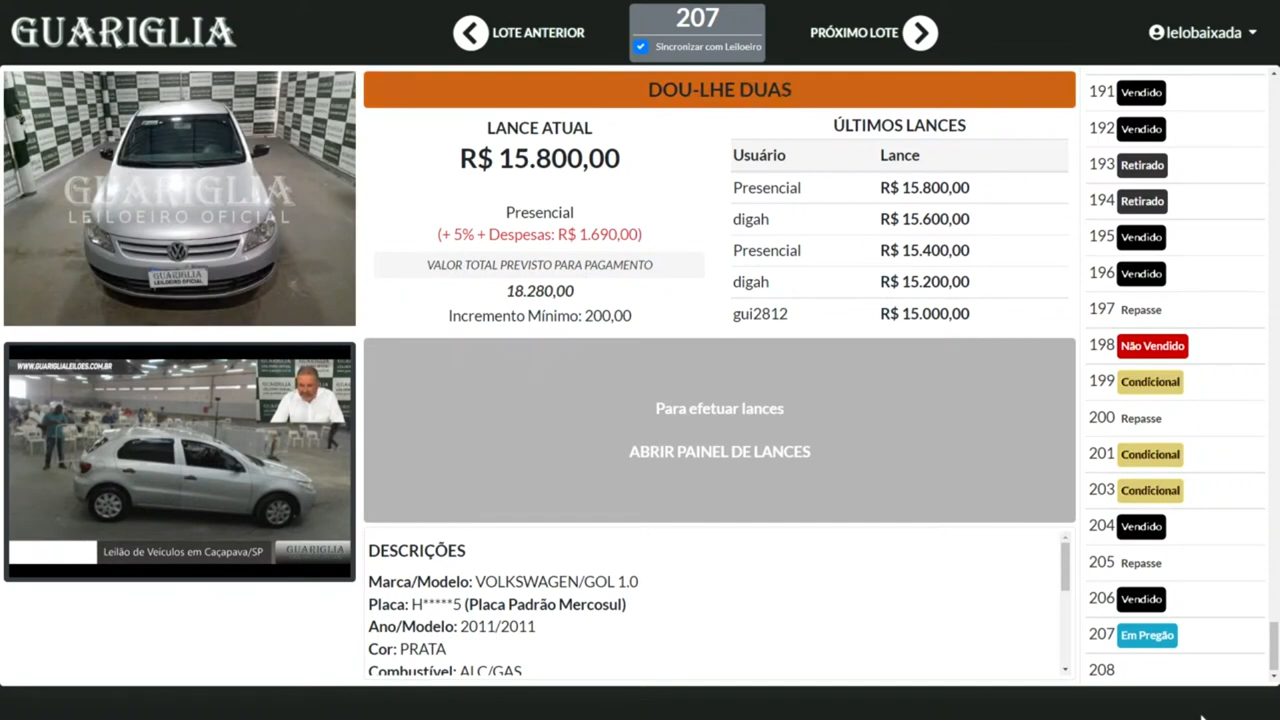 GUARIGLIA
LOTE ANTERIOR
207
Sincronizar com Leiloeiro
PRÓXIMO LOTE
lelobaixada
GUARIGLIA
LEILOEIRO OFICIAL
GUARIGLIA
LEILOEIRO OFICIAL
DOU-LHE DUAS
LANCE ATUAL
R$ 15.800,00
Presencial
(+ 5% + Despesas: R$ 1.690,00)
VALOR TOTAL PREVISTO PARA PAGAMENTO
18.280,00
Incremento Mínimo: 200,00
ÚLTIMOS LANCES
Usuário Lance
Presencial R$ 15.800,00
digah R$ 15.600,00
Presencial R$ 15.400,00
digah R$ 15.200,00
gui2812 R$ 15.000,00
WWW.GUARIGLIALEILOES.COM.BR
Leilão de Veiculos em Caçapava/SP
GUARIGLIA
Para efetuar lances
ABRIR PAINEL DE LANCES
DESCRIÇÕES
Marca/Modelo: VOLKSWAGEN/GOL 1.0
Placa: H*****5 (Placa Padrão Mercosul)
Ano/Modelo: 2011/2011
Cor: PRATA
Combustível: ALC/GAS
191 Vendido
192 Vendido
193 Retirado
194 Retirado
195 Vendido
196 Vendido
197 Repasse
198 Não Vendido
199 Condicional
200 Repasse
201 Condicional
203 Condicional
204 Vendido
205 Repasse
206 Vendido
207 Em Pregão
208